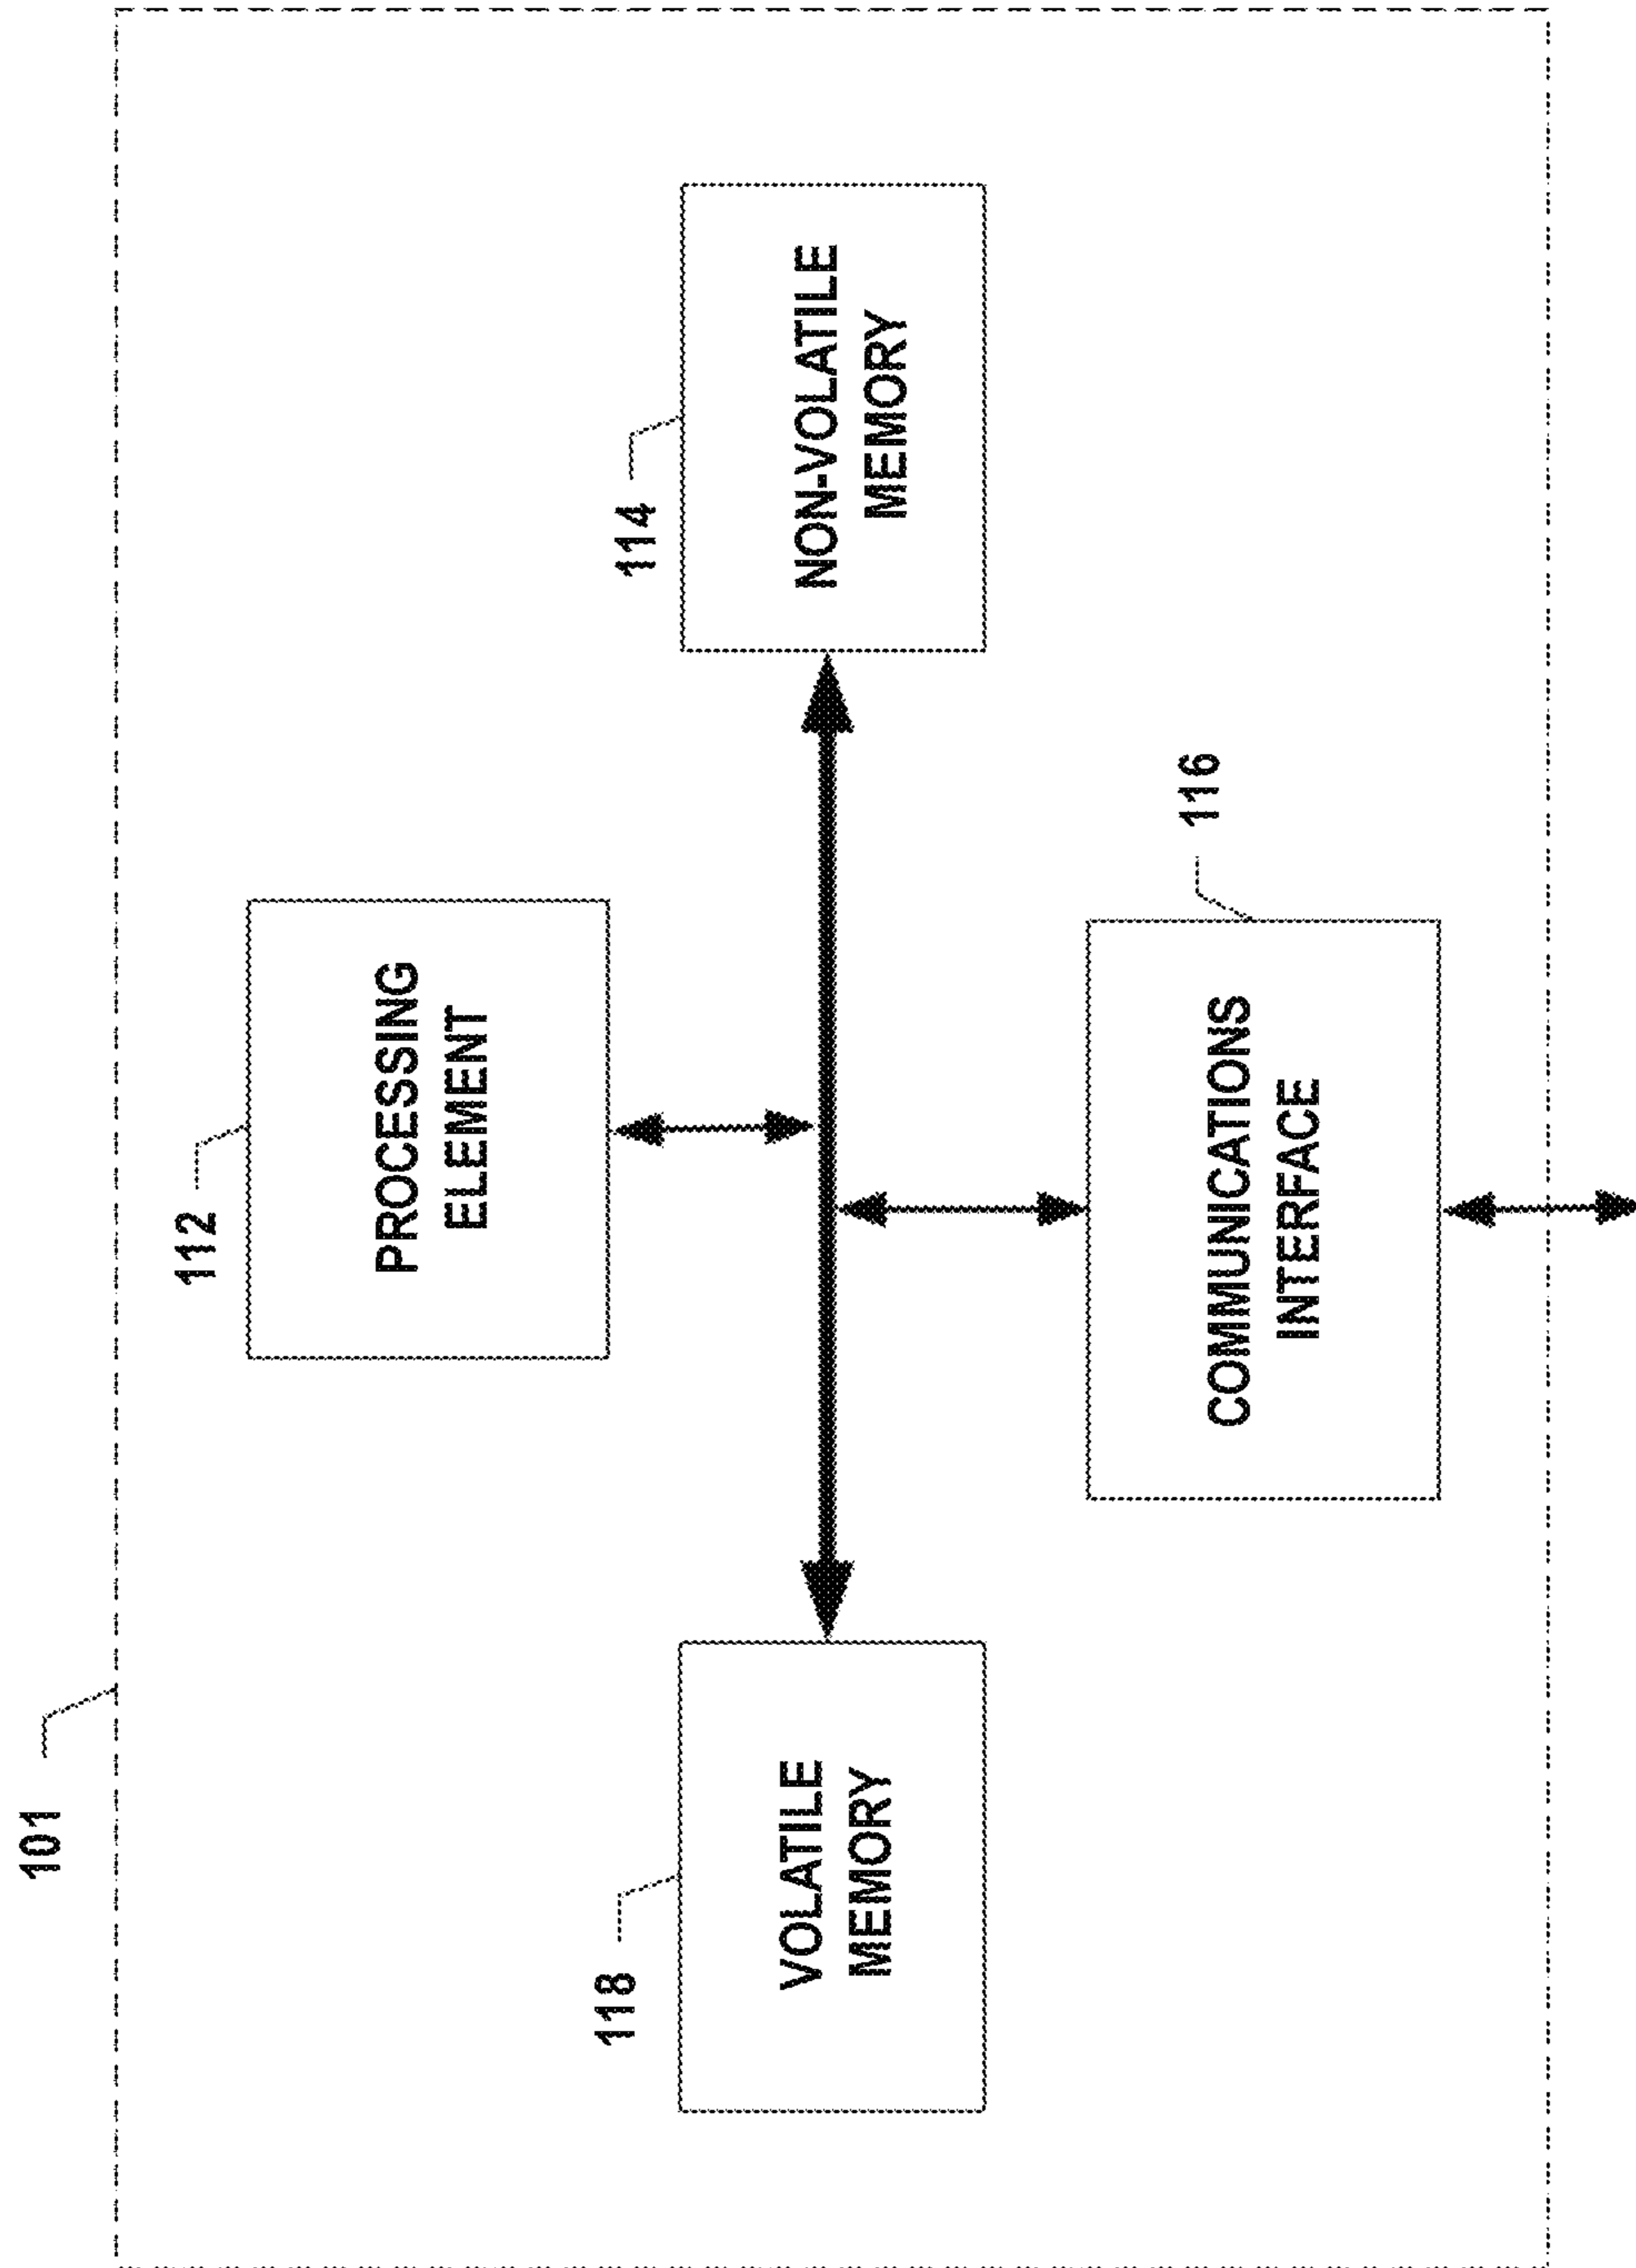 101
112
PROCESSING
ELEMENT
118
VOLATILE
MEMORY
114
NON-VOLATILE
MEMORY
116
COMMUNICATIONS
INTERFACE